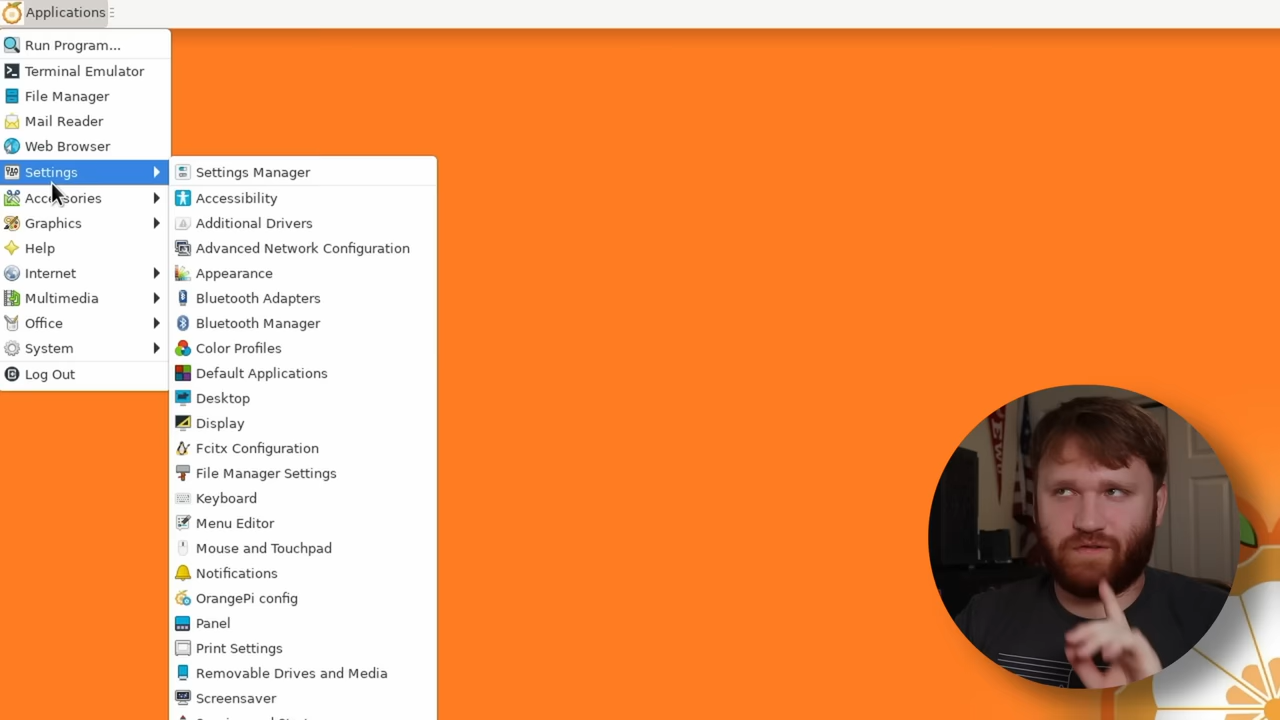 Applications
Run Program...
Terminal Emulator
File Manager
Mail Reader
Web Browser
Settings
Accessories
Graphics
Help
Internet
Multimedia
Office
System
Log Out
Settings Manager
Accessibility
Additional Drivers
Advanced Network Configuration
Appearance
Bluetooth Adapters
Bluetooth Manager
Color Profiles
Default Applications
Desktop
Display
Fcitx Configuration
File Manager Settings
Keyboard
Menu Editor
Mouse and Touchpad
Notifications
OrangePi config
Panel
Print Settings
Removable Drives and Media
Screensaver